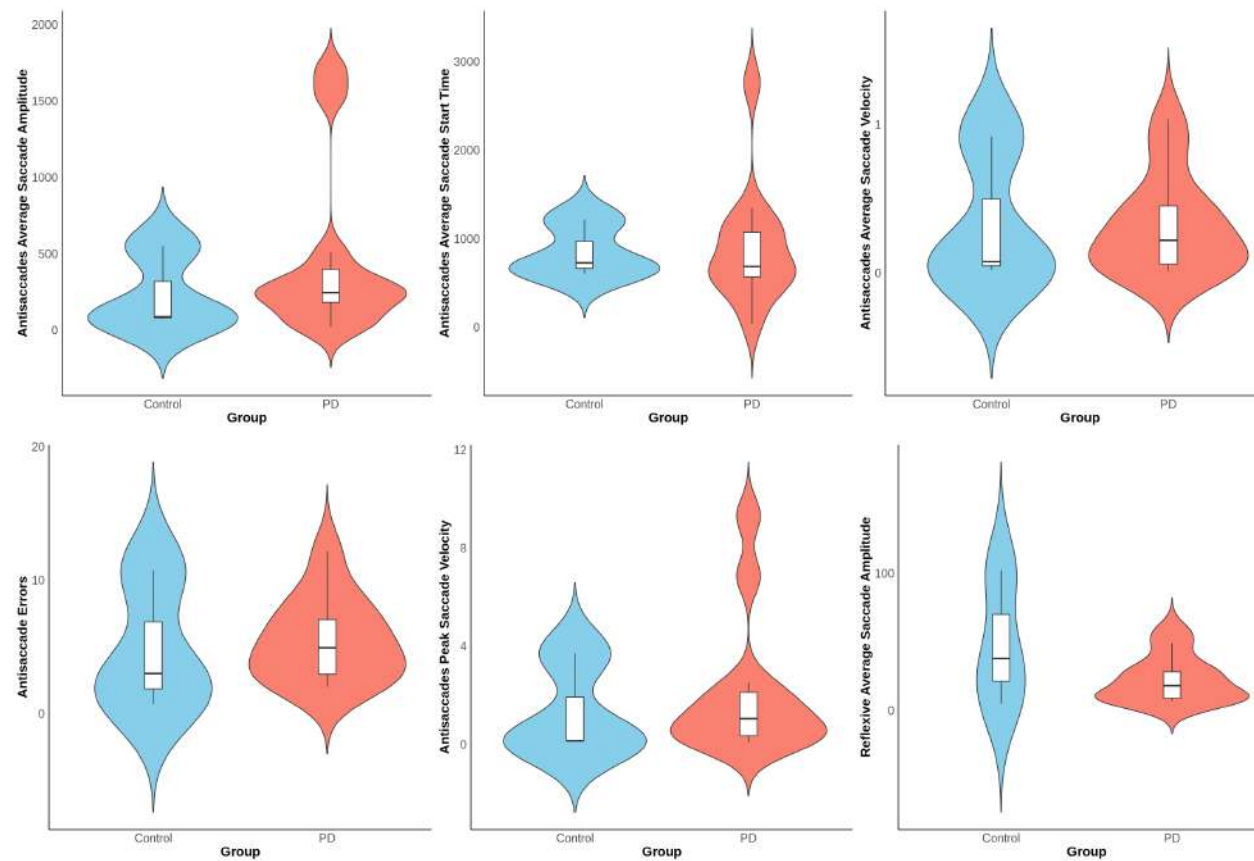 Antisaccades Average Saccade Amplitude
2000
1500
1000
500
0
Control
PD
Group
Antisaccades Average Saccade Start Time
3000
2000
1000
0
Control
PD
Group
Antisaccades Average Saccade Velocity
1
0
Control
PD
Group
Antisaccade Errors
20
10
0
Control
PD
Group
Antisaccades Peak Saccade Velocity
12
8
4
0
Control
PD
Group
Reflexive Average Saccade Amplitude
100
0
Control
PD
Group